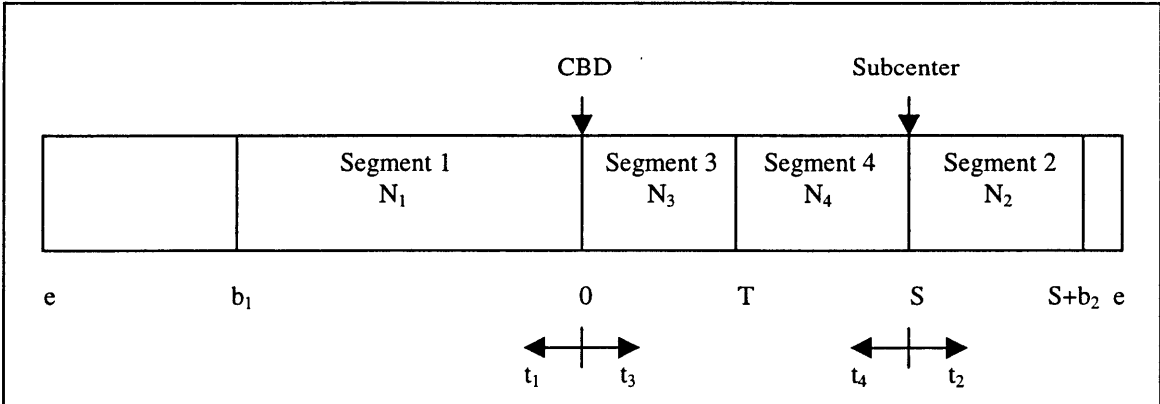 CBD Subcenter
Segment 1 Segment 3 Segment 4 Segment 2
N₁ N₃ N₄ N₂
e b₁ 0 T S S+b₂ e
t₁ t₃ t₄ t₂